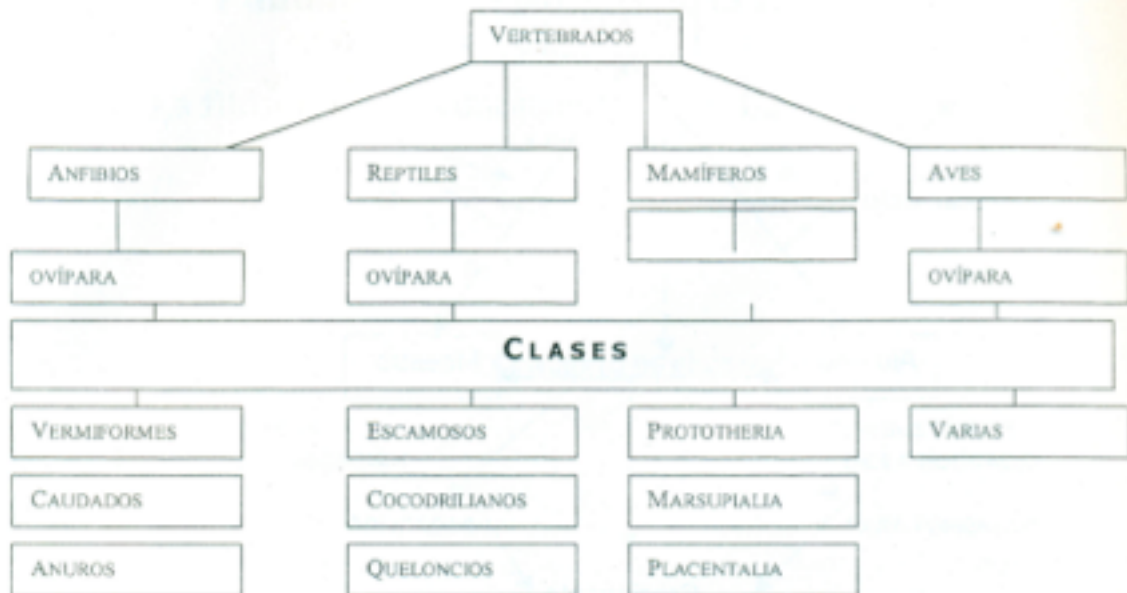 VERTEBRADOS
ANFIBIOS
REPTILES
MAMÍFEROS
AVES
OVÍPARA
OVÍPARA
OVÍPARA
CLASES
VERMIFORMES
ESCAMOSOS
PROTOTHERIA
VARIAS
CAUDADOS
COCODRILIANOS
MARSUPIALIA
ANUROS
QUELONCIOS
PLACENTALIA